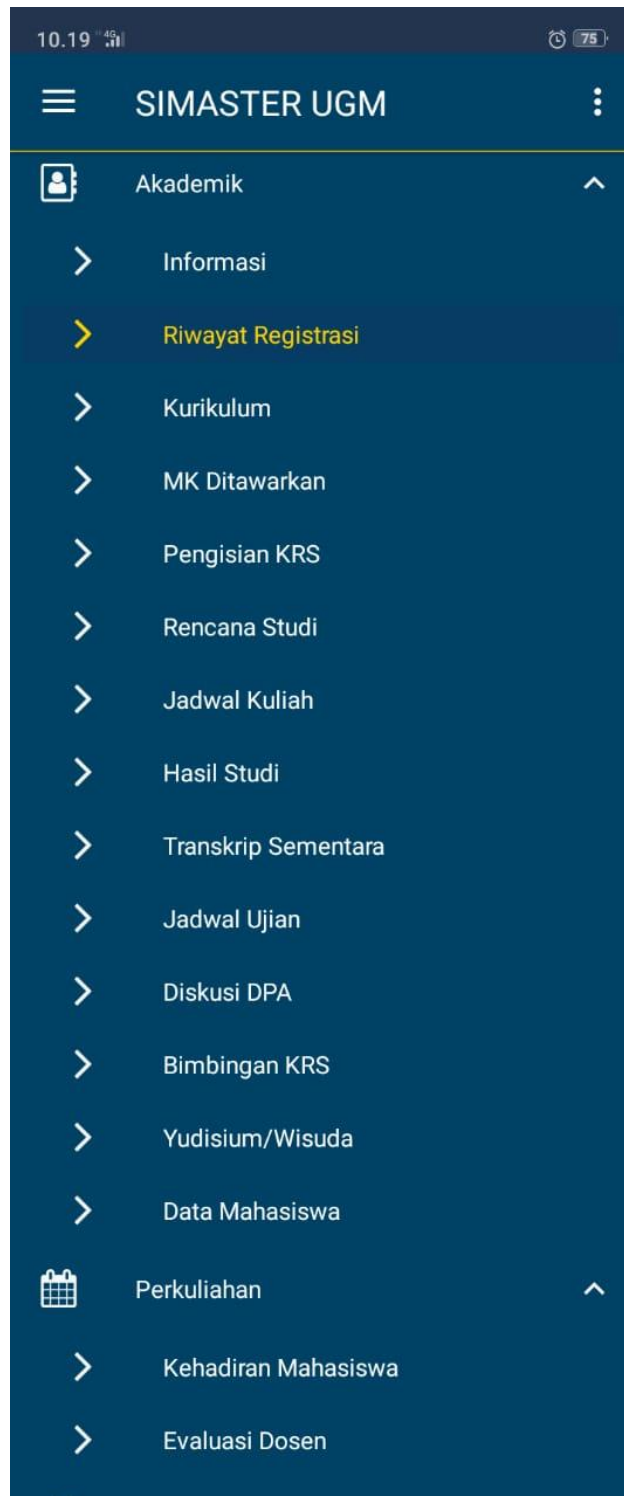 10.19 4G 75
SIMASTER UGM
Akademik
Informasi
Riwayat Registrasi
Kurikulum
MK Ditawarkan
Pengisian KRS
Rencana Studi
Jadwal Kuliah
Hasil Studi
Transkrip Sementara
Jadwal Ujian
Diskusi DPA
Bimbingan KRS
Yudisium/Wisuda
Data Mahasiswa
Perkuliahan
Kehadiran Mahasiswa
Evaluasi Dosen